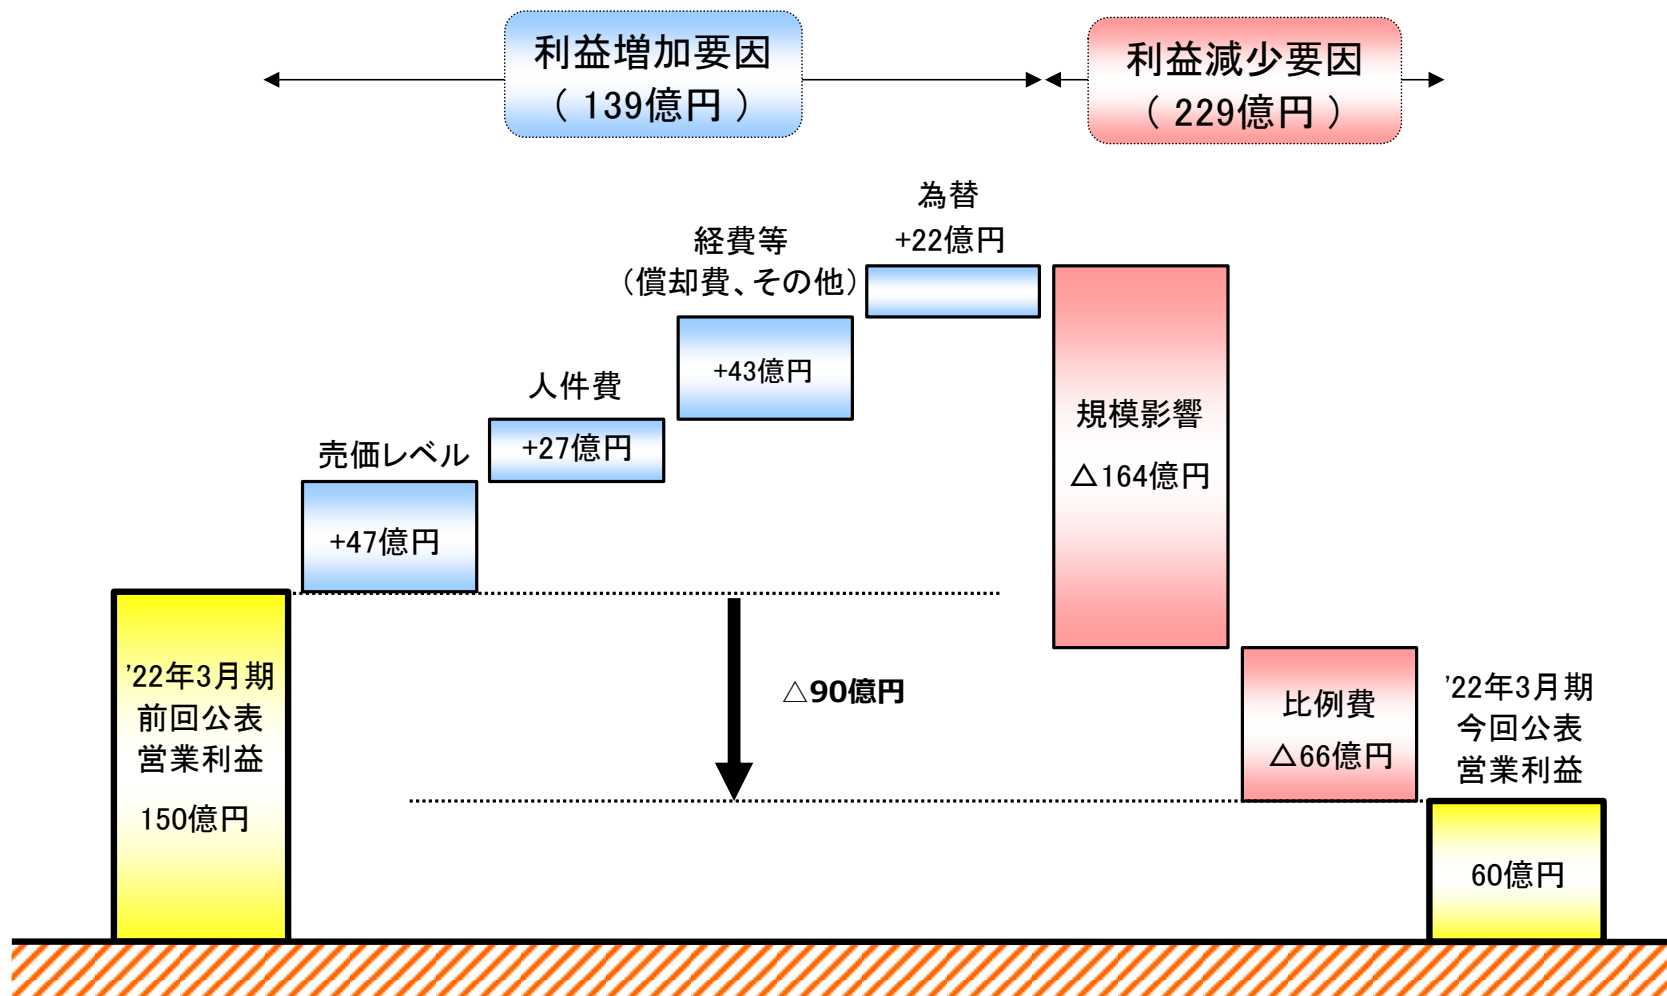 利益増加要因
（ 139億円 ）
利益減少要因
（ 229億円 ）
為替
+22億円
経費等
（償却費、その他）
+43億円
人件費
+27億円
売価レベル
+47億円
規模影響
△164億円
比例費
△66億円
△90億円
'22年3月期
前回公表
営業利益
150億円
'22年3月期
今回公表
営業利益
60億円